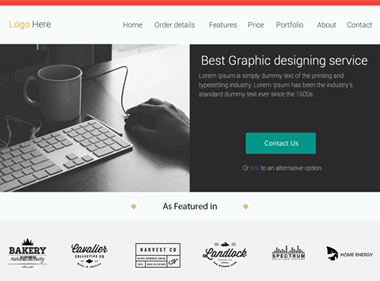 Logo Here
Home Order details Features Price Portfolio About Contact
Best Graphic designing service
Lorem Ipsum is simply dummy text of the printing and
typesetting industry. Lorem Ipsum has been the industry's
standard dummy text ever since the 1500s.
Contact Us
Or link to an alternative option
As Featured in
BAKERY
Cavalier
COLLECTIVE CO
MADE IN AMERICA
HARVEST CO
Landlock
SPECTRUM
HOME ENERGY